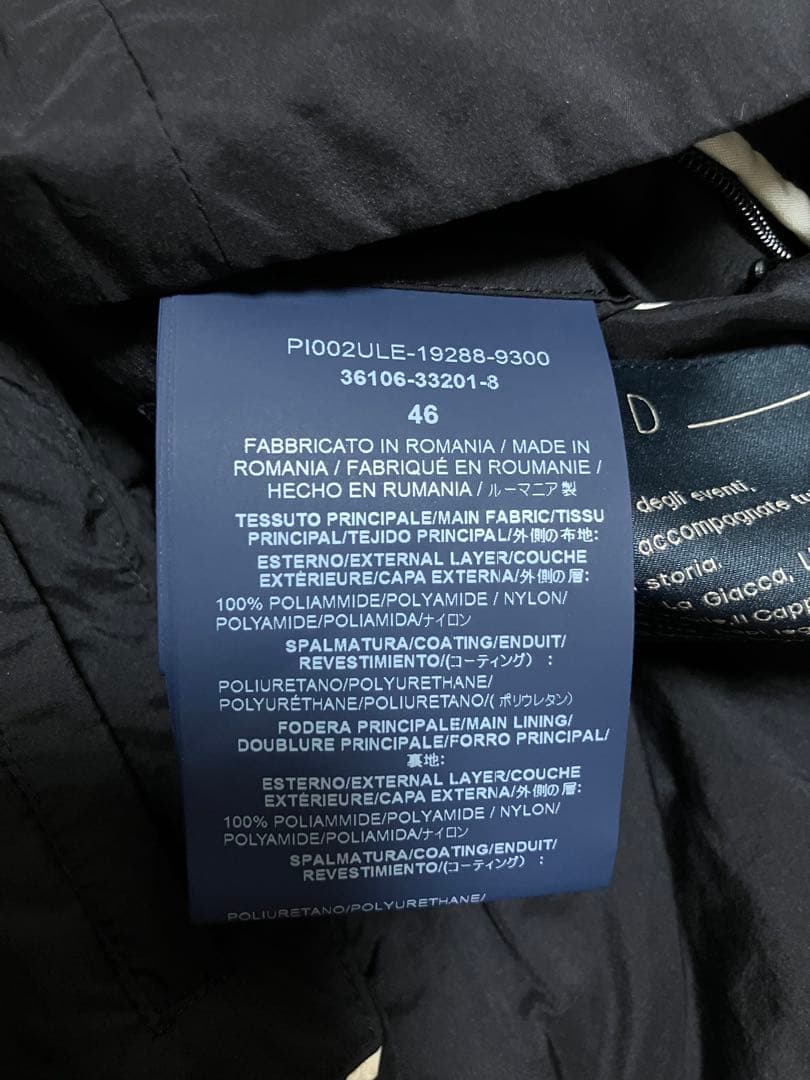 PI002ULE-19288-9300
36106-33201-8
46
FABBRICATO IN ROMANIA / MADE IN
ROMANIA / FABRIQUÉ EN ROUMANIE /
HECHO EN RUMANIA / ルーマニア製
TESSUTO PRINCIPALE/MAIN FABRIC/TISSU
PRINCIPAL/TEJIDO PRINCIPAL/外側の布地:
ESTERNO/EXTERNAL LAYER/COUCHE
EXTÉRIEURE/CAPA EXTERNA/外側の層:
100% POLIAMMIDE/POLYAMIDE / NYLON/
POLYAMIDE/POLIAMIDA/ナイロン
SPALMATURA/COATING/ENDUIT/
REVESTIMIENTO/(コーティング) :
POLIURETANO/POLYURETHANE/
POLYURÉTHANE/POLIURETANO/( ポリウレタン)
FODERA PRINCIPALE/MAIN LINING/
DOUBLURE PRINCIPALE/FORRO PRINCIPAL/
裏地:
ESTERNO/EXTERNAL LAYER/COUCHE
EXTÉRIEURE/CAPA EXTERNA/外側の層:
100% POLIAMMIDE/POLYAMIDE / NYLON/
POLYAMIDE/POLIAMIDA/ナイロン
SPALMATURA/COATING/ENDUIT/
REVESTIMIENTO/(コーティング) :
POLIURETANO/POLYURETHANE/
D
degli eventi,
accompagnate
storia.
La Giacca,
Il